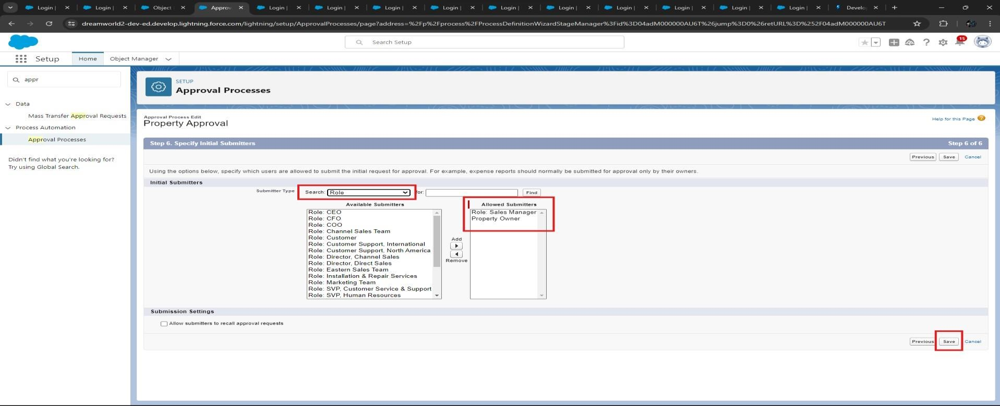 Login |
Login |
Object
Approv
Login |
Login |
Login |
Login |
Login |
Login |
Login |
Login |
Login |
Login |
Develo
dreamworld2-dev-ed.develop.lightning.force.com/lightning/setup/ApprovalProcesses/page?address=%2Fp%2Fprocess%2FProcessDefinitionWizardStageManager%3Fid%3D04adM000000AU6T%26jump%3D0%26retURL%3D%252F04adM000000AU6T
Search Setup
15
Setup
Home
Object Manager
appr
Data
Mass Transfer Approval Requests
Process Automation
Approval Processes
Didn't find what you're looking for?
Try using Global Search.
SETUP
Approval Processes
Approval Process Edit
Property Approval
Help for this Page
Step 6. Specify Initial Submitters
Step 6 of 6
Previous
Save
Cancel
Using the options below, specify which users are allowed to submit the initial request for approval. For example, expense reports should normally be submitted for approval only by their owners.
Initial Submitters
Submitter Type
Search: Role
for:
Find
Available Submitters
Role: CEO
Role: CFO
Role: COO
Role: Channel Sales Team
Role: Customer
Role: Customer Support, International
Role: Customer Support, North America
Role: Director, Channel Sales
Role: Director, Direct Sales
Role: Eastern Sales Team
Role: Installation & Repair Services
Role: Marketing Team
Role: SVP, Customer Service & Support
Role: SVP, Human Resources
Add
Remove
Allowed Submitters
Role: Sales Manager
Property Owner
Submission Settings
Allow submitters to recall approval requests
Previous
Save
Cancel